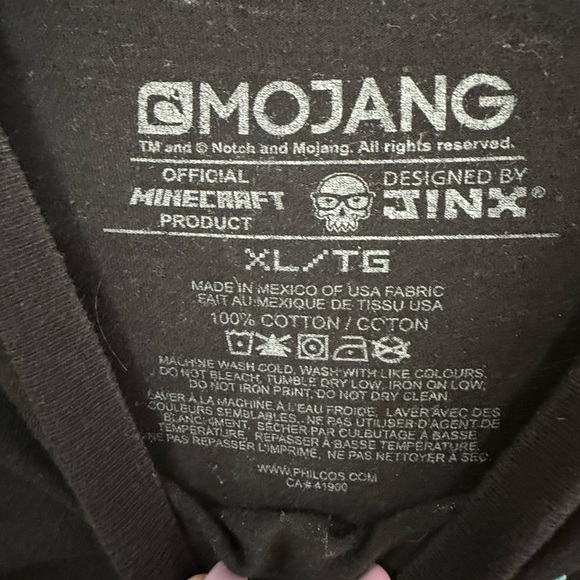 MOJANG
TM and © Notch and Mojang. All rights reserved.
OFFICIAL
MINECRAFT
PRODUCT
DESIGNED BY
J!NX®
XL/TG
MADE IN MEXICO OF USA FABRIC
FAIT AU MEXIQUE DE TISSU USA
100% COTTON / COTON
MACHINE WASH COLD, WASH WITH LIKE COLOURS,
DO NOT BLEACH, TUMBLE DRY LOW, IRON ON LOW,
DO NOT IRON PRINT, DO NOT DRY CLEAN.
LAVER À LA MACHINE À L'EAU FROIDE, LAVER AVEC DES
COULEURS SEMBLABLES, NE PAS UTILISER D'AGENT DE
BLANCHIMENT, SÉCHER PAR CULBUTAGE À BASSE
TEMPÉRATURE, REPASSER À BASSE TEMPÉRATURE,
NE PAS REPASSER L'IMPRIMÉ, NE PAS NETTOYER À SEC.
WWW.PHILCOS.COM
CA# 41900